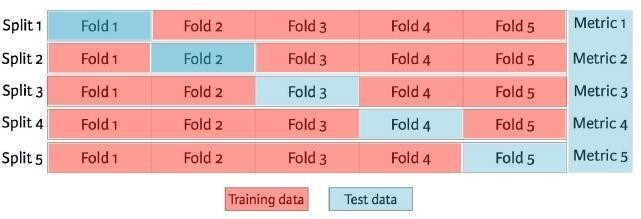 Split 1 Fold 1 Fold 2 Fold 3 Fold 4 Fold 5 Metric 1
Split 2 Fold 1 Fold 2 Fold 3 Fold 4 Fold 5 Metric 2
Split 3 Fold 1 Fold 2 Fold 3 Fold 4 Fold 5 Metric 3
Split 4 Fold 1 Fold 2 Fold 3 Fold 4 Fold 5 Metric 4
Split 5 Fold 1 Fold 2 Fold 3 Fold 4 Fold 5 Metric 5
Training data Test data